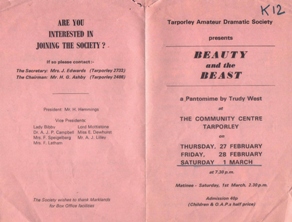 ARE YOU
INTERESTED IN
JOINING THE SOCIETY ?
If so please contact :-
The Secretary: Mrs. J. Edwards (Tarporley 2702)
The Chairman: Mr. H. G. Ashby (Tarporley 2486)
President: Mr. H. Hemmings
Vice Presidents
Lady Bibby
Dr. A. J. P. Campbell
Mrs. F. Spiegelberg
Mr. A. J. Lilley
Mrs. F. Latham
The Society wishes to thank Marklands
for Box Office facilities
K12
Tarporley Amateur Dramatic Society
presents
BEAUTY
and the
BEAST
a Pantomime by Trudy West
at
THE COMMUNITY CENTRE
TARPORLEY
on
THURSDAY, 27 FEBRUARY
FRIDAY, 28 FEBRUARY
SATURDAY 1 MARCH
at 7.30 p.m.
Matinee - Saturday, 1st March, 2.30 p.m.
Admission 40p
(Children & O.A.P.s half price)